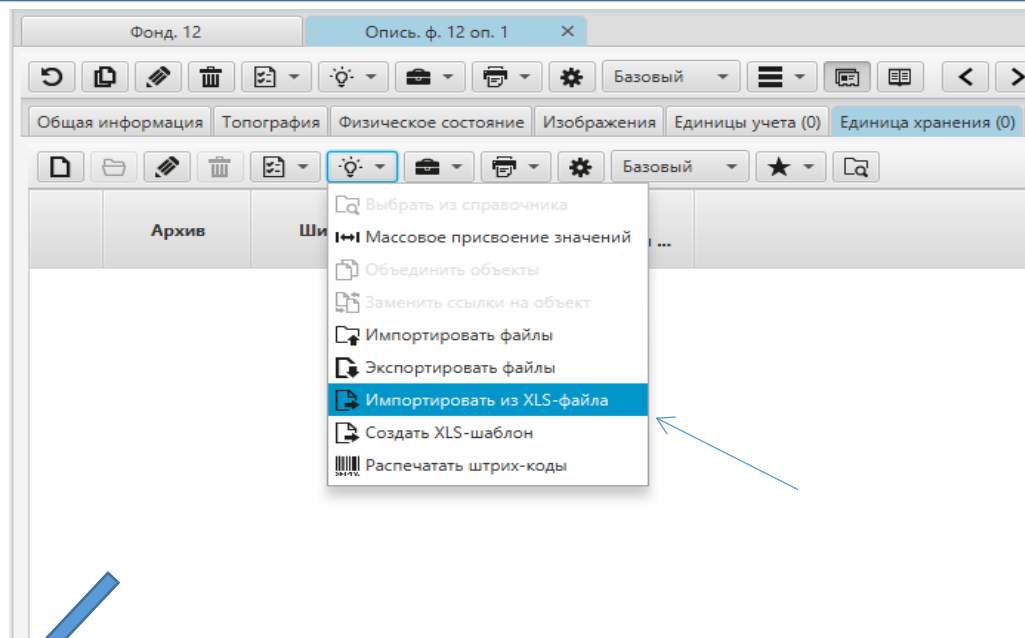 Фонд. 12
Опись. ф. 12 оп. 1
Базовый
Общая информация Топография Физическое состояние Изображения Единицы учета (0) Единица хранения (0)
Базовый
Архив
Ши
...
Выбрать из справочника
Массовое присвоение значений
Объединить объекты
Заменить ссылки на объект
Импортировать файлы
Экспортировать файлы
Импортировать из XLS-файла
Создать XLS-шаблон
Распечатать штрих-коды